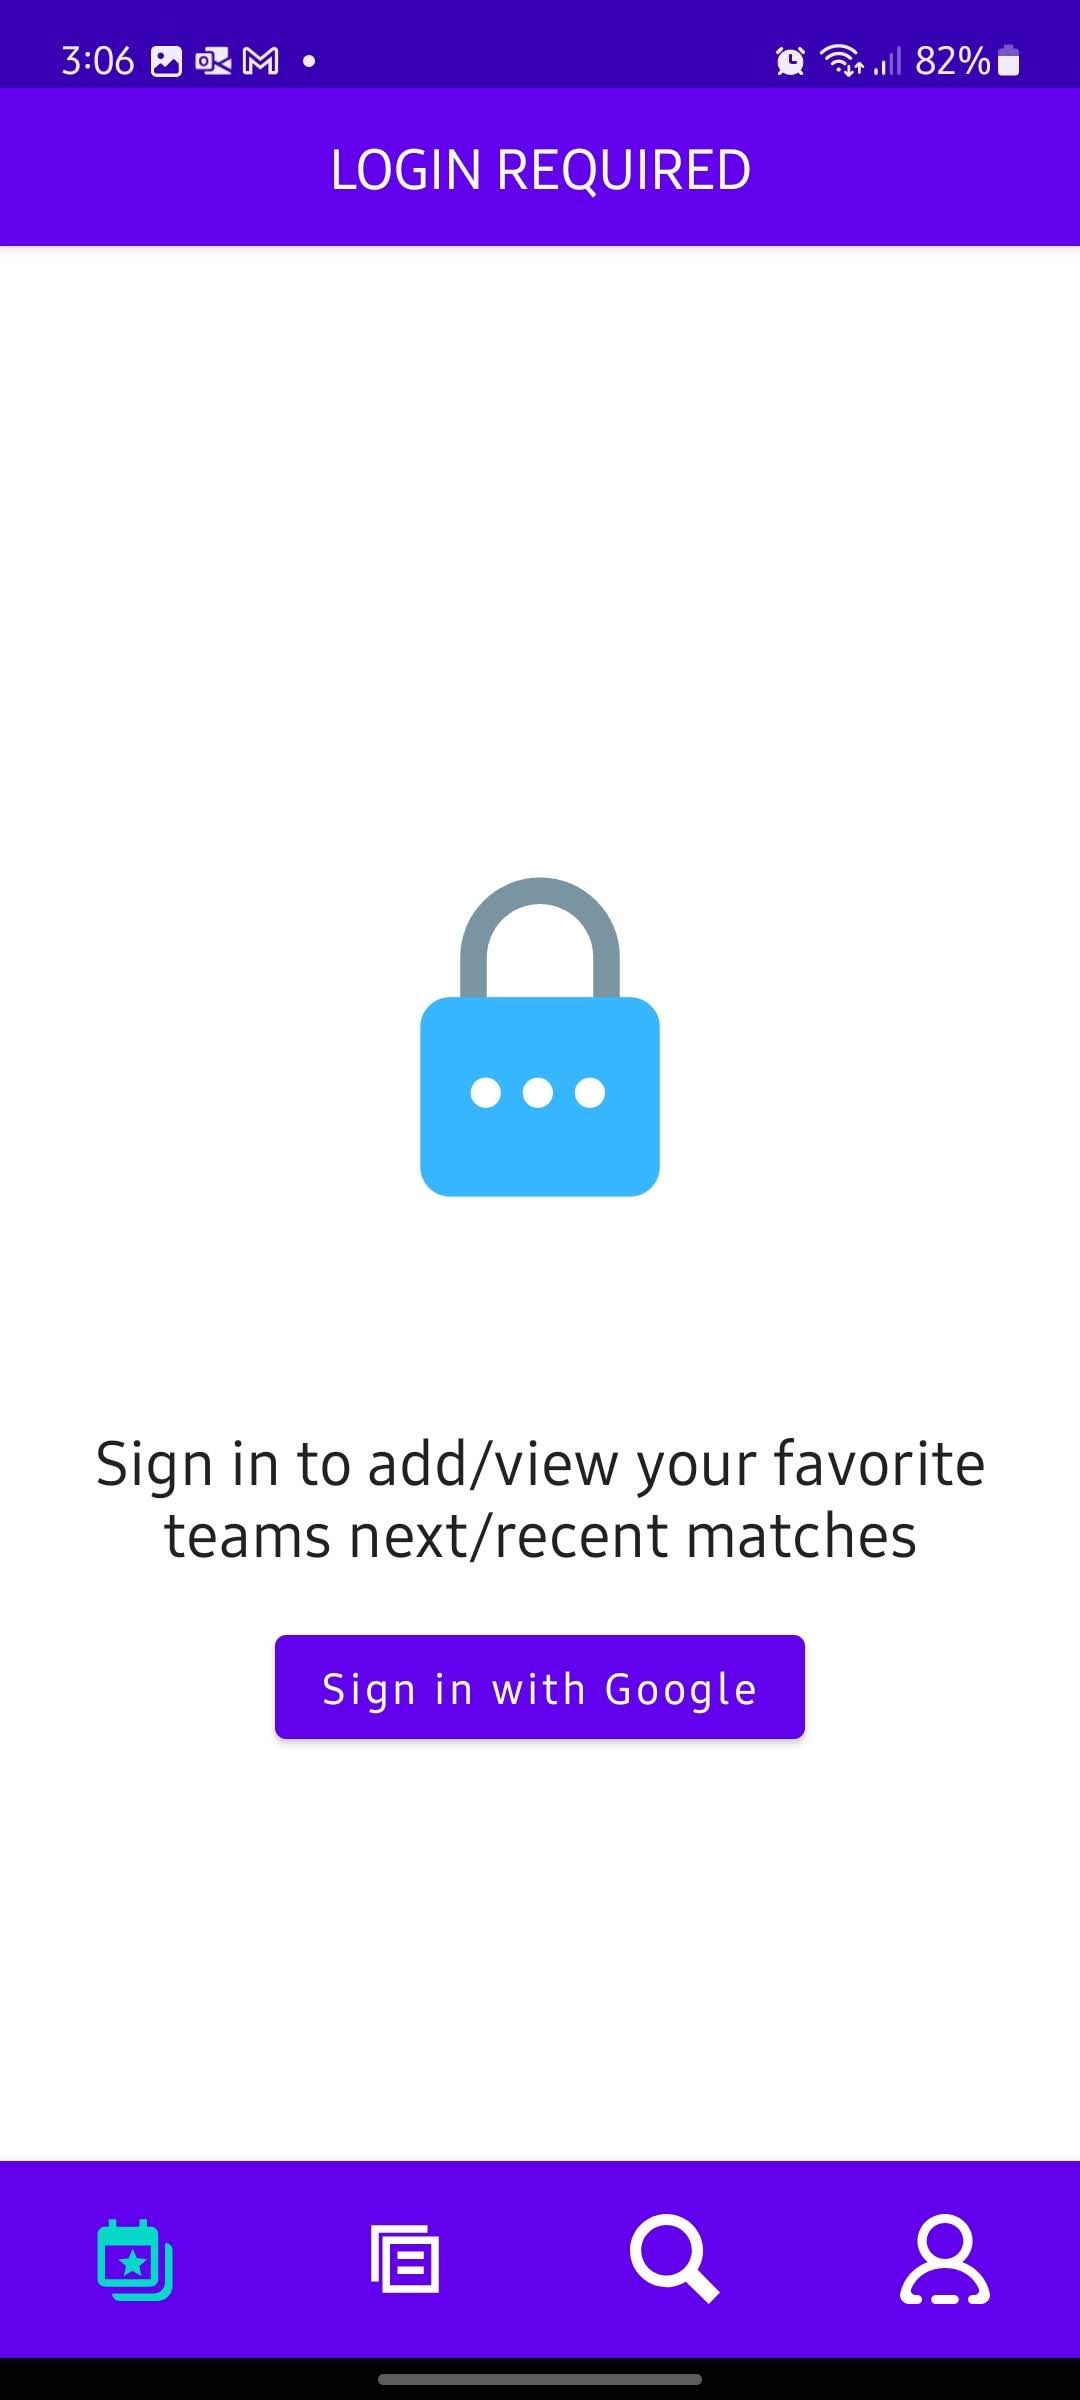 3:06 82%
LOGIN REQUIRED
Sign in to add/view your favorite
teams next/recent matches
Sign in with Google